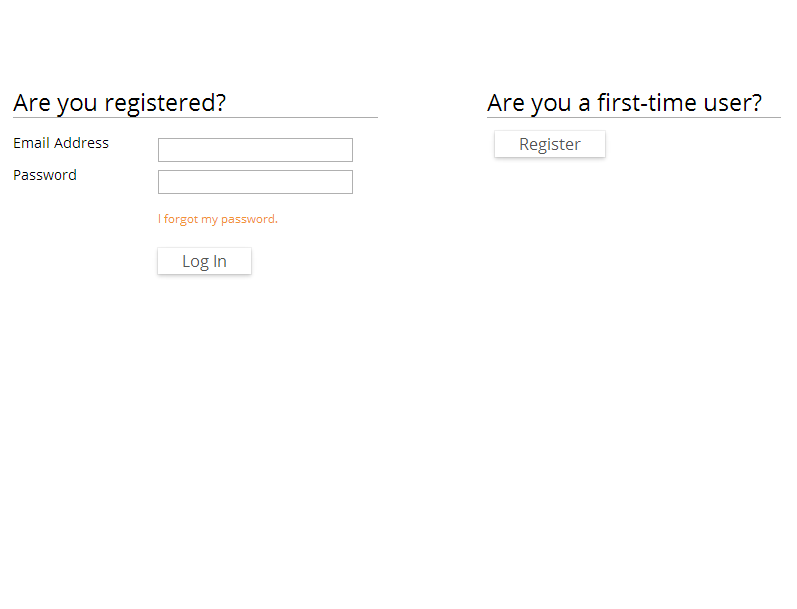 Are you registered?
Email Address
Password
I forgot my password.
Log In
Are you a first-time user?
Register